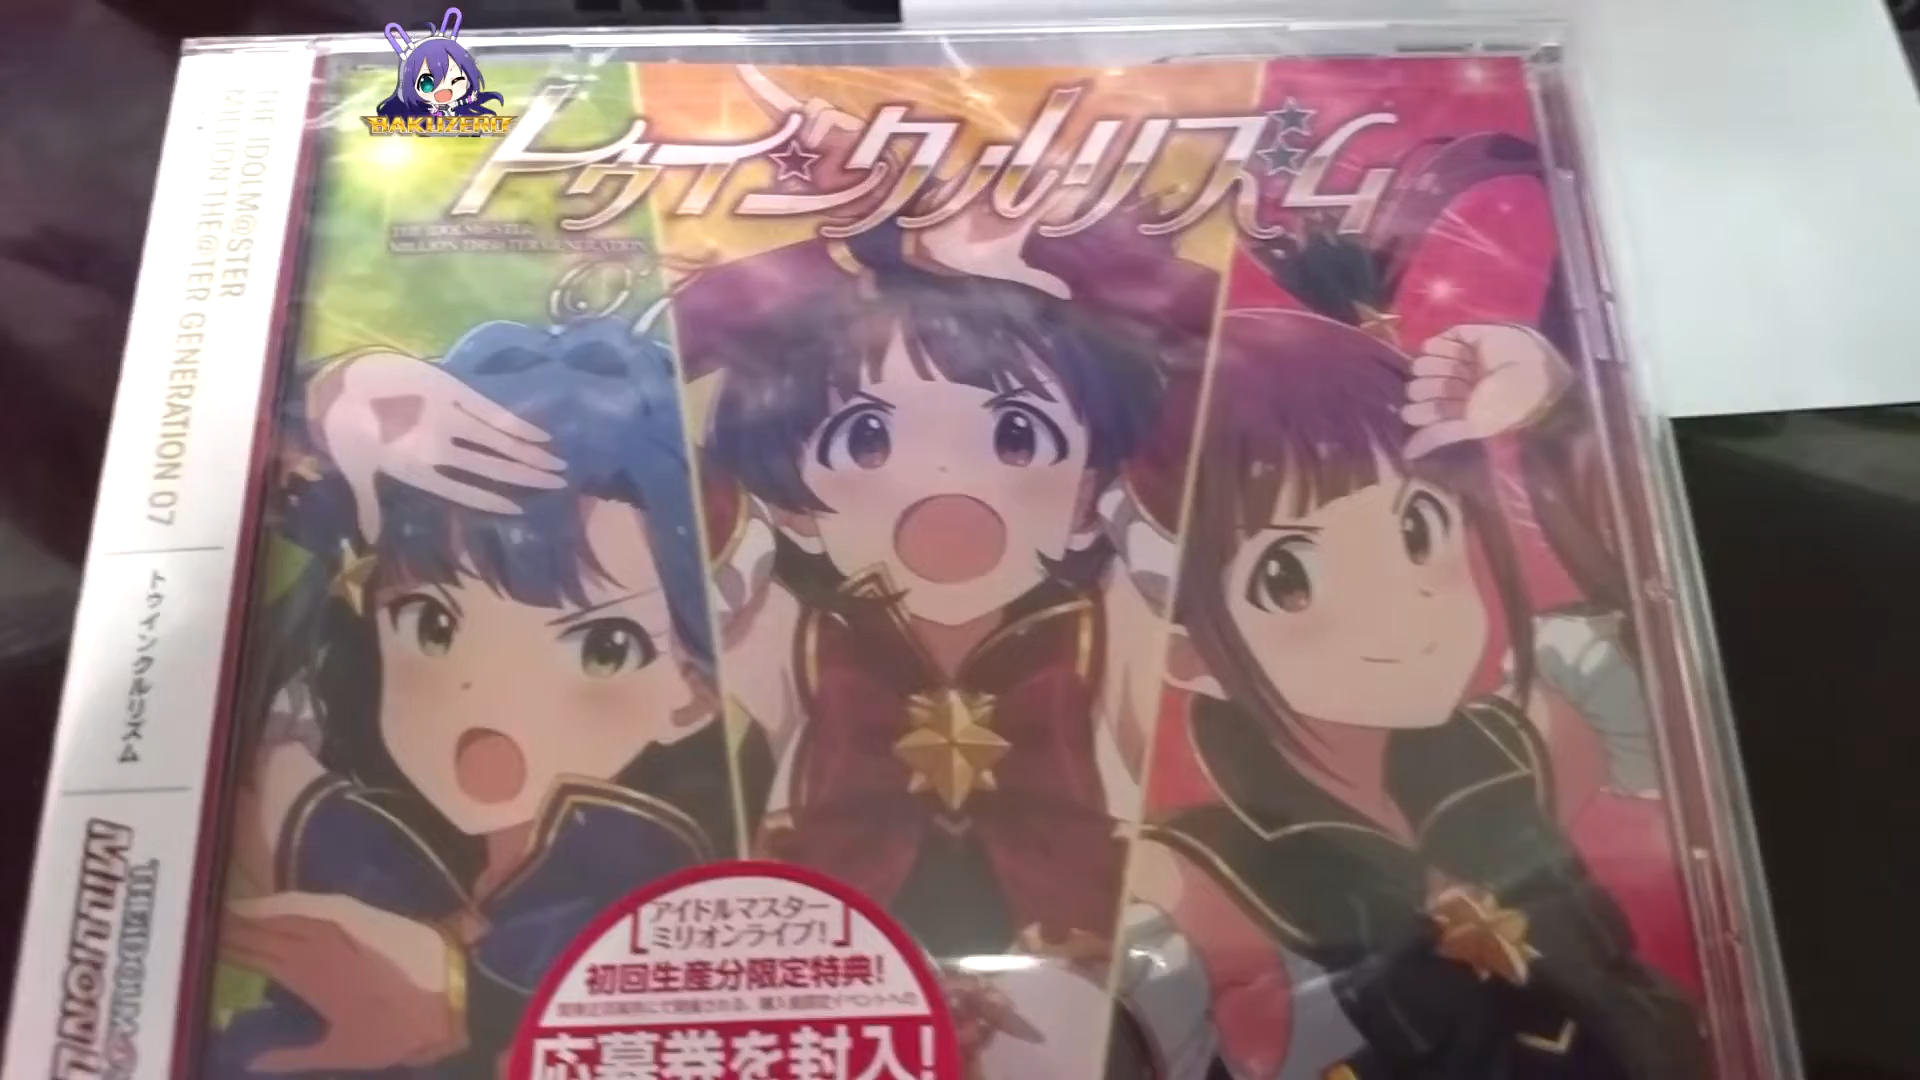 BAKUZERO
トゥインクルリズム
THE IDOLM@STER
MILLION THE@TER GENERATION
07
THE IDOLM@STER
MILLION THE@TER GENERATION 07
トゥインクルリズム
THE IDOLM@
MILLION L
[アイドルマスター
ミリオンライブ!]
初回生産分限定特典!
応募券を封入!